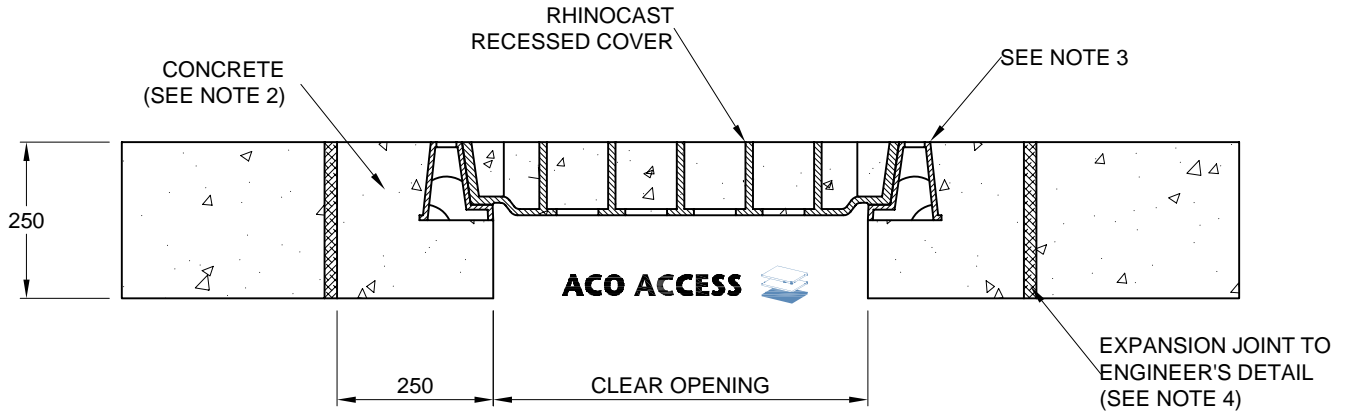 RHINOCAST
RECESSED COVER
SEE NOTE 3
CONCRETE
(SEE NOTE 2)
250
ACO ACCESS
EXPANSION JOINT TO
ENGINEER'S DETAIL
(SEE NOTE 4)
250
CLEAR OPENING